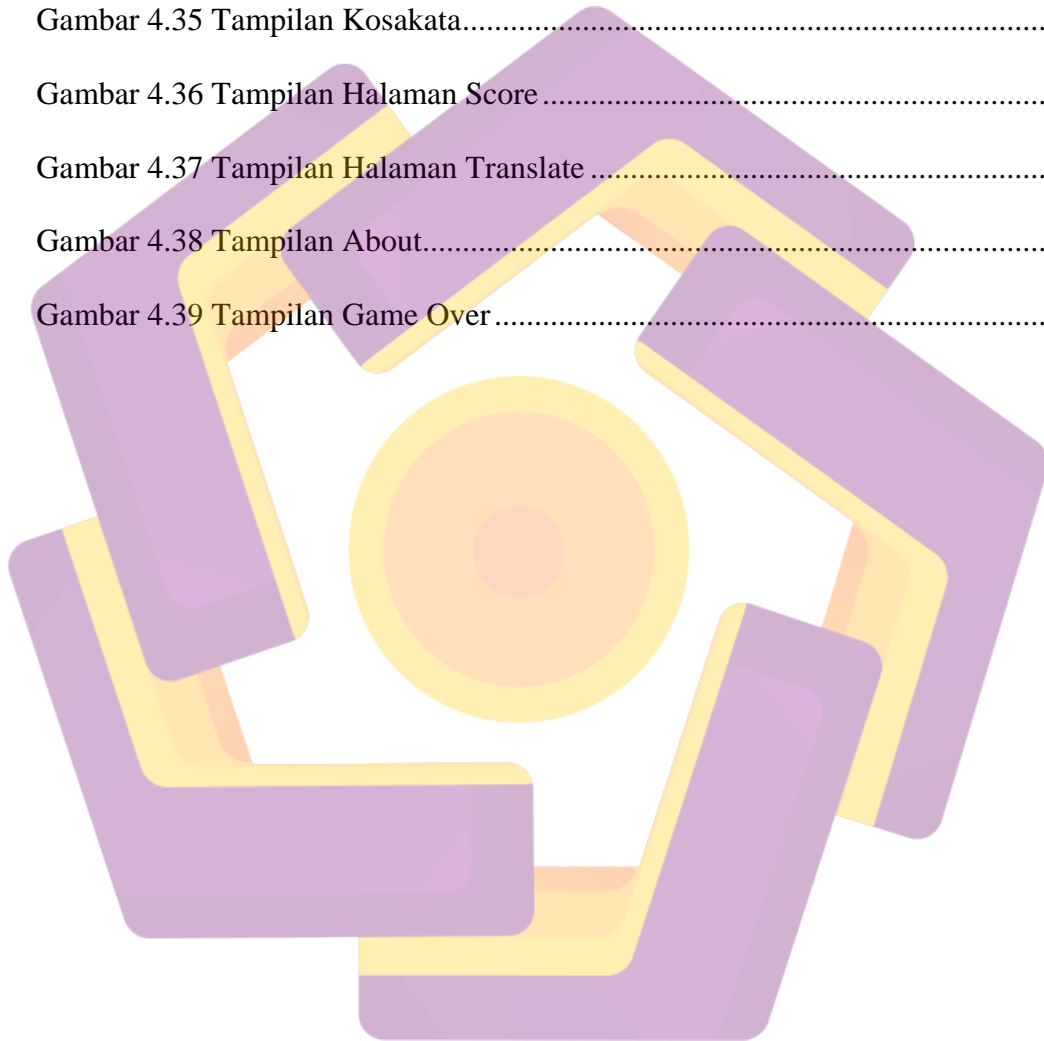 Gambar 4.35 Tampilan Kosakata................................................................................
Gambar 4.36 Tampilan Halaman Score......................................................................
Gambar 4.37 Tampilan Halaman Translate................................................................
Gambar 4.38 Tampilan About.....................................................................................
Gambar 4.39 Tampilan Game Over............................................................................